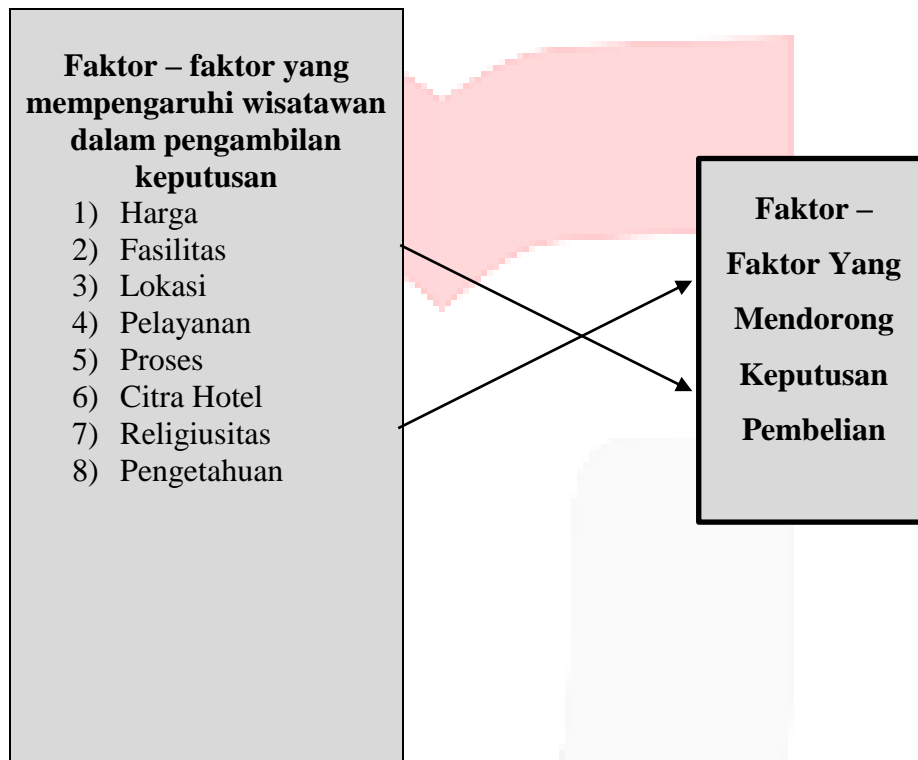 Faktor – faktor yang
mempengaruhi wisatawan
dalam pengambilan
keputusan
1) Harga
2) Fasilitas
3) Lokasi
4) Pelayanan
5) Proses
6) Citra Hotel
7) Religiusitas
8) Pengetahuan
Faktor –
Faktor Yang
Mendorong
Keputusan
Pembelian